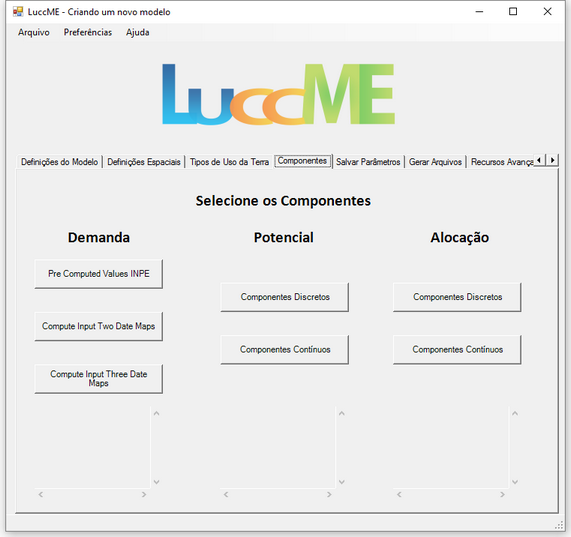 LuccME - Criando um novo modelo
Arquivo Preferências Ajuda
LuccME
Definições do Modelo Definições Espaciais Tipos de Uso da Terra Componentes Salvar Parâmetros Gerar Arquivos Recursos Avança
Selecione os Componentes
Demanda Potencial Alocação
Pre Computed Values INPE
Componentes Discretos Componentes Discretos
Compute Input Two Date Maps
Componentes Contínuos Componentes Contínuos
Compute Input Three Date
Maps